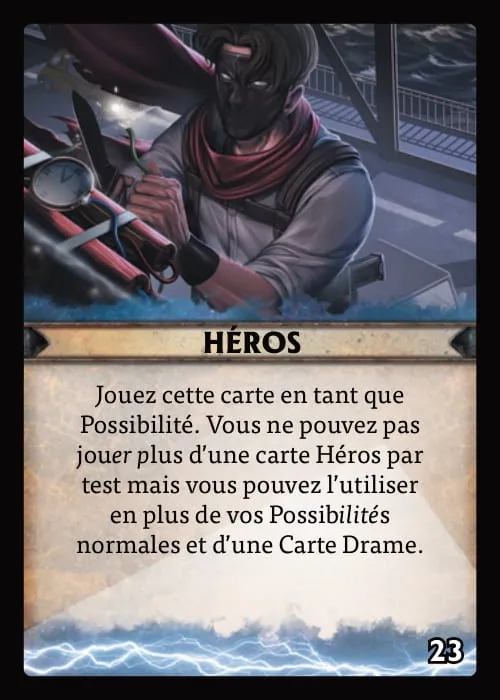 HÉROS
Jouez cette carte en tant que
Possibilité. Vous ne pouvez pas
jouer plus d'une carte Héros par
test mais vous pouvez l'utiliser
en plus de vos Possibilités
normales et d'une Carte Drame.
23